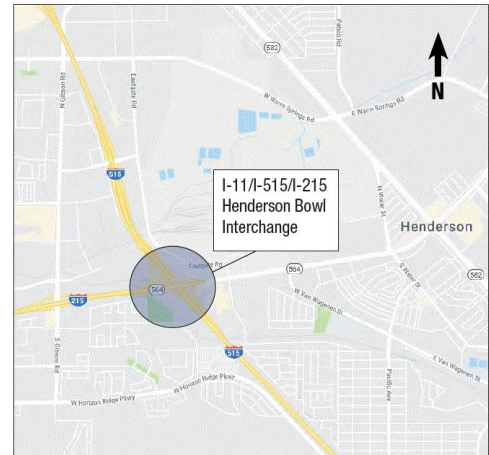 582
Pabco Rd
N Gibson Rd
Eastgate Rd
N
W Warm Springs Rd
E Warm Springs Rd
515
I-11/I-515/I-215
Henderson Bowl
Interchange
N Water St
Henderson
Eastgate Rd
564
564
S Water St
582
215
W Van Wagenen St
515
S Gibson Rd
E Van Wagenen St
W Horizon Ridge Pkwy
W Horizon Ridge Pkwy
Pacific Ave